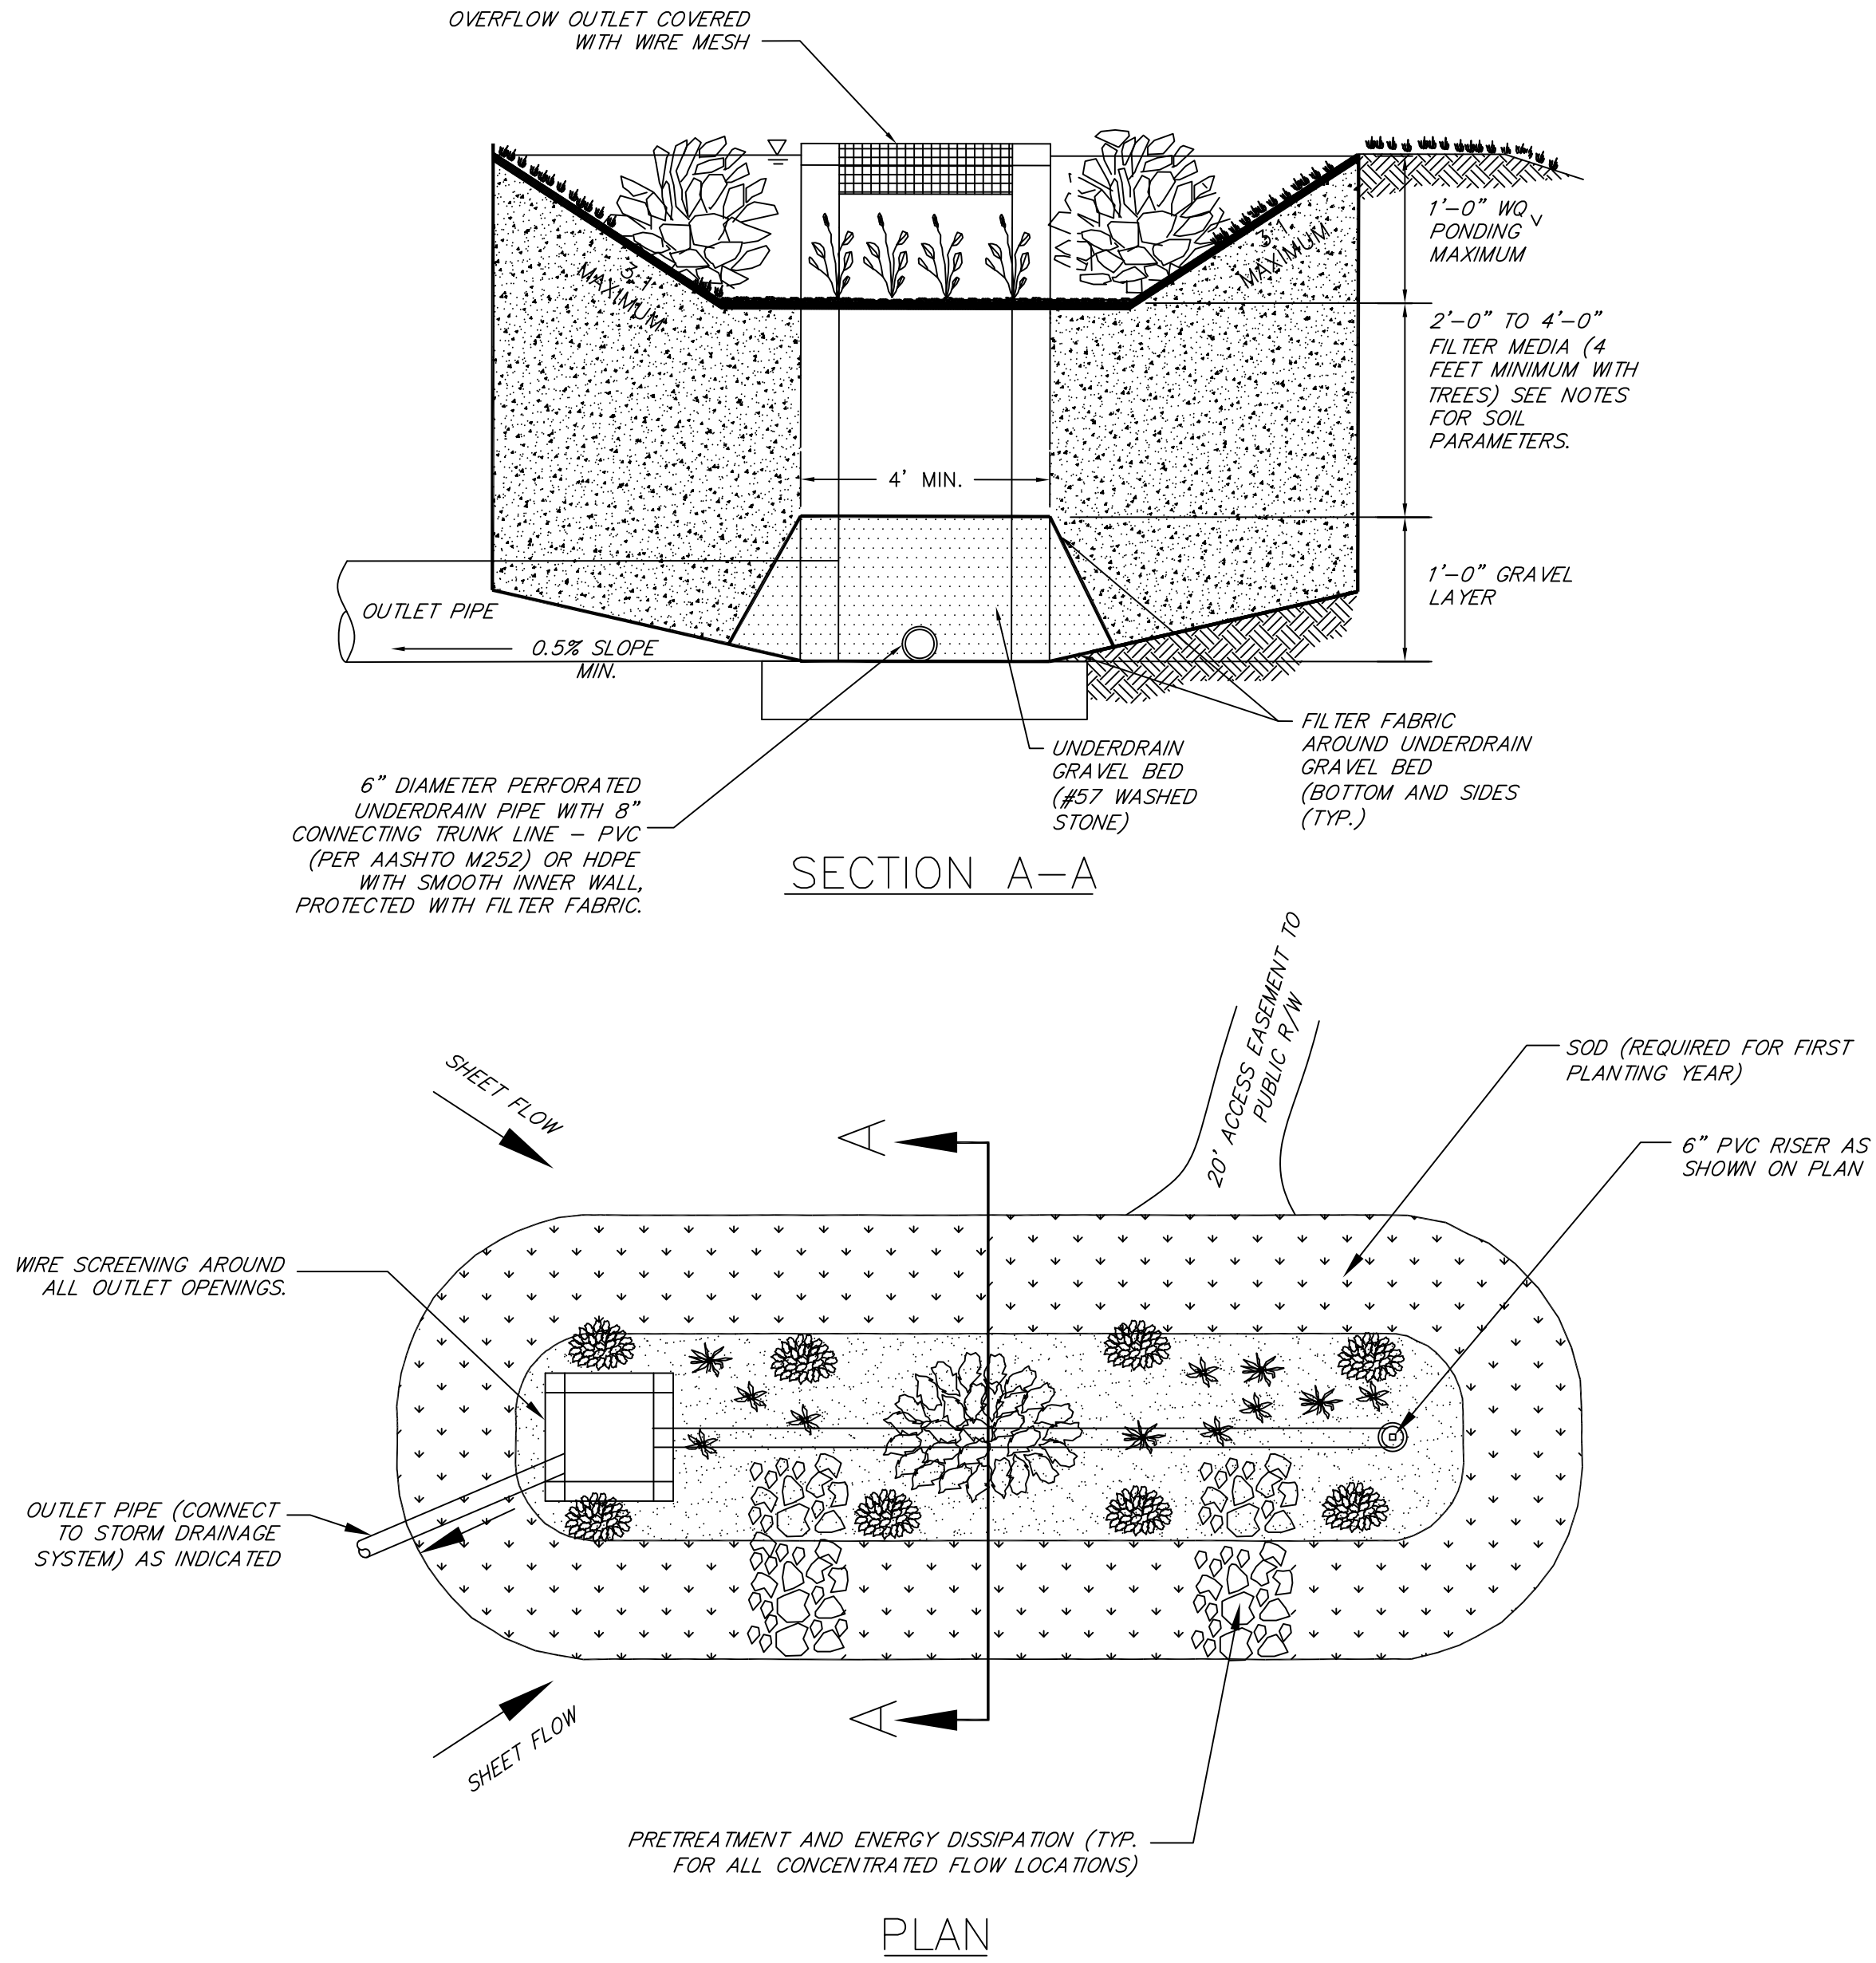 OVERFLOW OUTLET COVERED
WITH WIRE MESH
3:1
MAXIMUM
3:1
MAXIMUM
1'-0" WQv
PONDING
MAXIMUM
2'-0" TO 4'-0"
FILTER MEDIA (4
FEET MINIMUM WITH
TREES) SEE NOTES
FOR SOIL
PARAMETERS.
4' MIN.
1'-0" GRAVEL
LAYER
OUTLET PIPE
0.5% SLOPE
MIN.
6" DIAMETER PERFORATED
UNDERDRAIN PIPE WITH 8"
CONNECTING TRUNK LINE – PVC
(PER AASHTO M252) OR HDPE
WITH SMOOTH INNER WALL,
PROTECTED WITH FILTER FABRIC.
UNDERDRAIN
GRAVEL BED
(#57 WASHED
STONE)
FILTER FABRIC
AROUND UNDERDRAIN
GRAVEL BED
(BOTTOM AND SIDES
(TYP.)
SECTION A–A
SHEET FLOW
20' ACCESS EASEMENT TO
PUBLIC R/W
SOD (REQUIRED FOR FIRST
PLANTING YEAR)
A
6" PVC RISER AS
SHOWN ON PLAN
WIRE SCREENING AROUND
ALL OUTLET OPENINGS.
OUTLET PIPE (CONNECT
TO STORM DRAINAGE
SYSTEM) AS INDICATED
A
SHEET FLOW
PRETREATMENT AND ENERGY DISSIPATION (TYP.
FOR ALL CONCENTRATED FLOW LOCATIONS)
PLAN